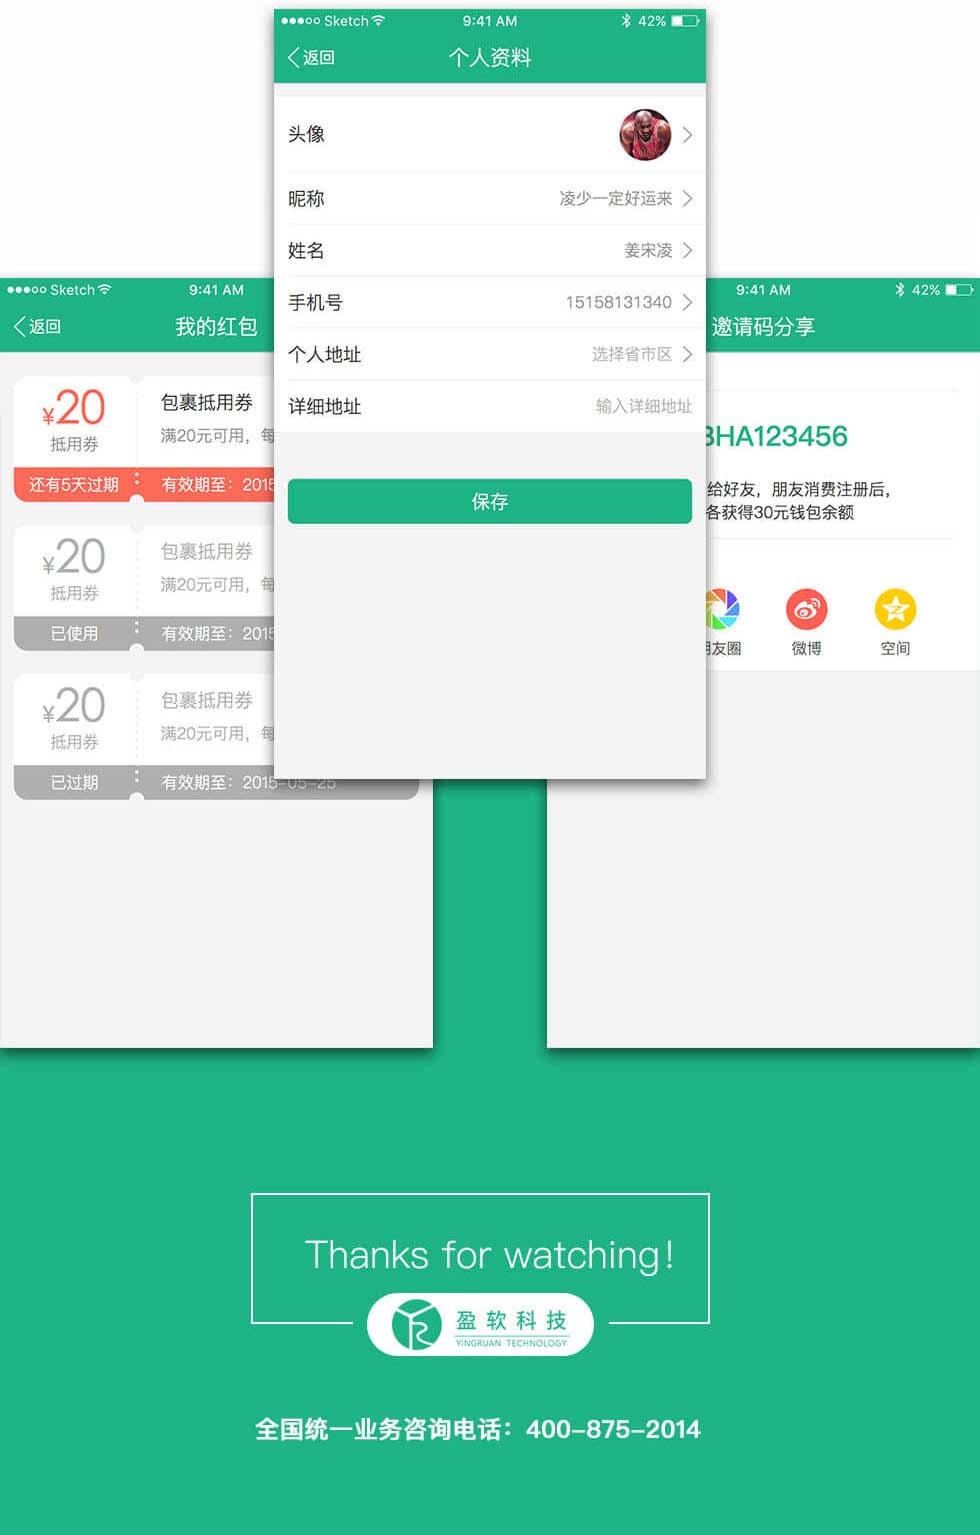 ●●●○○ Sketch 9:41 AM 42%
返回 个人资料
头像
昵称 凌少一定好运来
姓名 姜宋凌
手机号 15158131340
个人地址 选择省市区
详细地址 输入详细地址
保存
●●●○○ Sketch 9:41 AM
返回 我的红包
¥20 包裹抵用券
抵用券 满20元可用，每
还有5天过期 有效期至：2015
¥20 包裹抵用券
抵用券 满20元可用，每
已使用 有效期至：2015
¥20 包裹抵用券
抵用券 满20元可用，每
已过期 有效期至：2015-05-25
9:41 AM 42%
邀请码分享
BHA123456
给好友，朋友消费注册后，
各获得30元钱包余额
朋友圈 微博 空间
Thanks for watching!
盈软科技
YINGRUAN TECHNOLOGY
全国统一业务咨询电话：400-875-2014